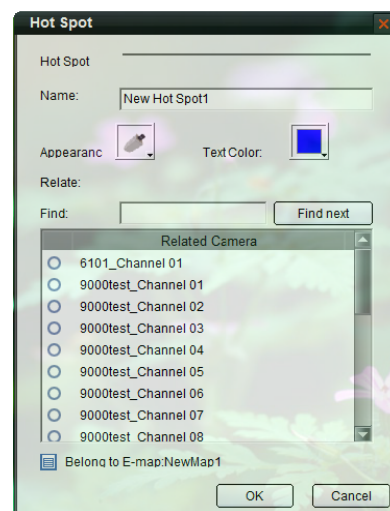 Hot Spot
Hot Spot
Name: New Hot Spot1
Appearanc Text Color:
Relate:
Find: Find next
Related Camera
6101_Channel 01
9000test_Channel 01
9000test_Channel 02
9000test_Channel 03
9000test_Channel 04
9000test_Channel 05
9000test_Channel 06
9000test_Channel 07
9000test_Channel 08
Belong to E-map:NewMap1
OK Cancel